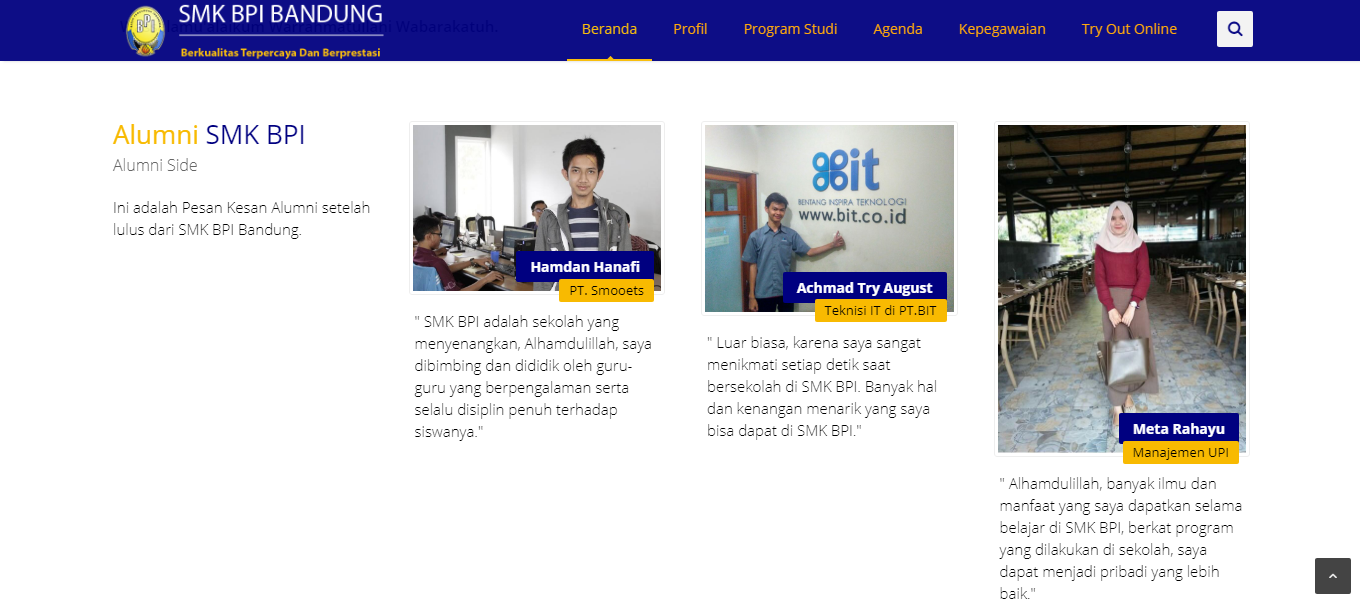 BPI
SMK BPI BANDUNG
Berkualitas Terpercaya Dan Berprestasi
Wabarakatuh.
Beranda
Profil
Program Studi
Agenda
Kepegawaian
Try Out Online
Alumni SMK BPI
Alumni Side
Ini adalah Pesan Kesan Alumni setelah
lulus dari SMK BPI Bandung.
Hamdan Hanafi
PT. Smooets
" SMK BPI adalah sekolah yang
menyenangkan, Alhamdulillah, saya
dibimbing dan dididik oleh guru-
guru yang berpengalaman serta
selalu disiplin penuh terhadap
siswanya."
bit
BENTANG INSPIRA TEKNOLOGI
www.bit.co.id
Achmad Try August
Teknisi IT di PT.BIT
" Luar biasa, karena saya sangat
menikmati setiap detik saat
bersekolah di SMK BPI. Banyak hal
dan kenangan menarik yang saya
bisa dapat di SMK BPI."
Meta Rahayu
Manajemen UPI
" Alhamdulillah, banyak ilmu dan
manfaat yang saya dapatkan selama
belajar di SMK BPI, berkat program
yang dilakukan di sekolah, saya
dapat menjadi pribadi yang lebih
baik."